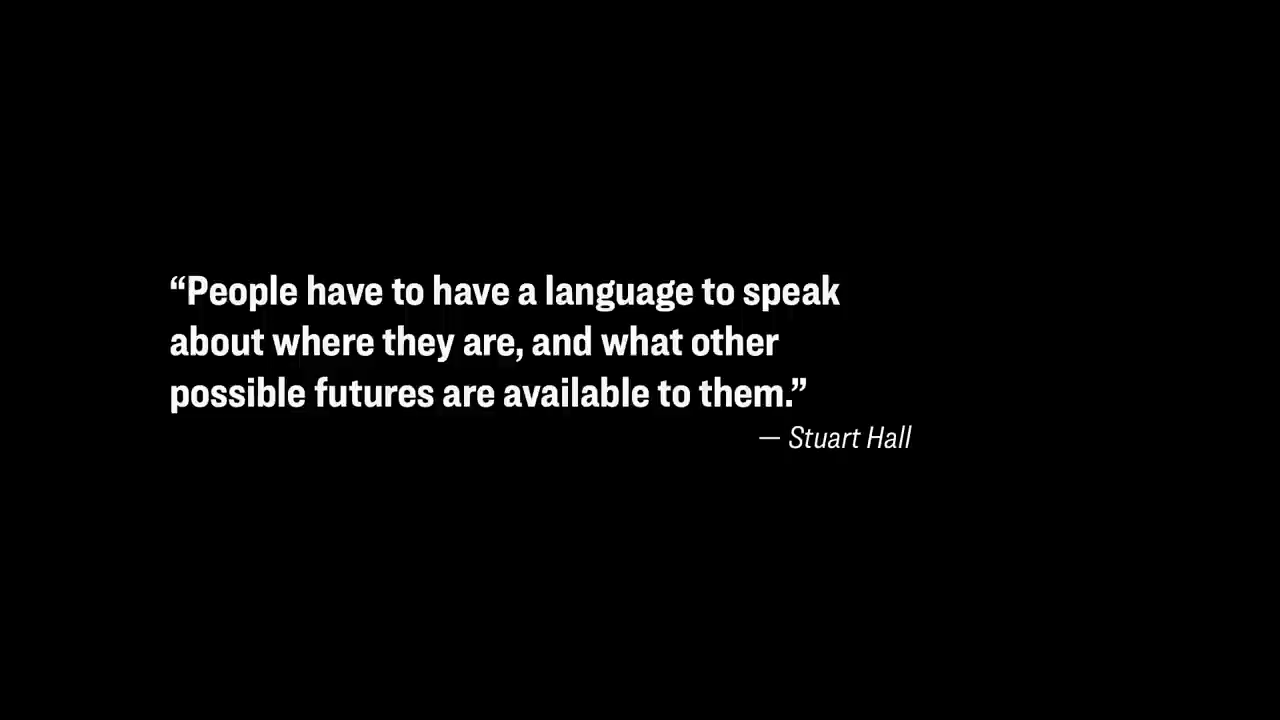 “People have to have a language to speak
about where they are, and what other
possible futures are available to them.”
— Stuart Hall